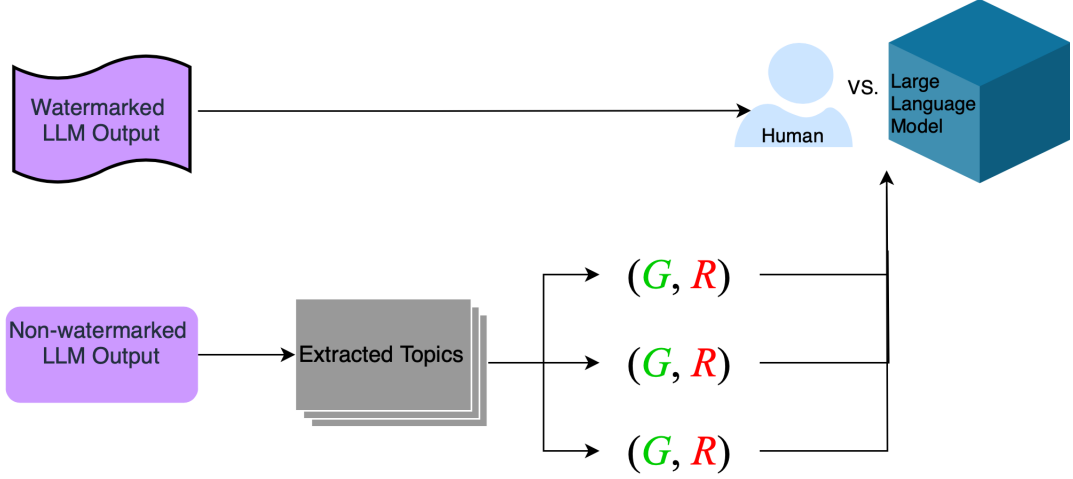 Watermarked
LLM Output
Human
vs.
Large
Language
Model
Non-watermarked
LLM Output
Extracted Topics
(G, R)
(G, R)
(G, R)